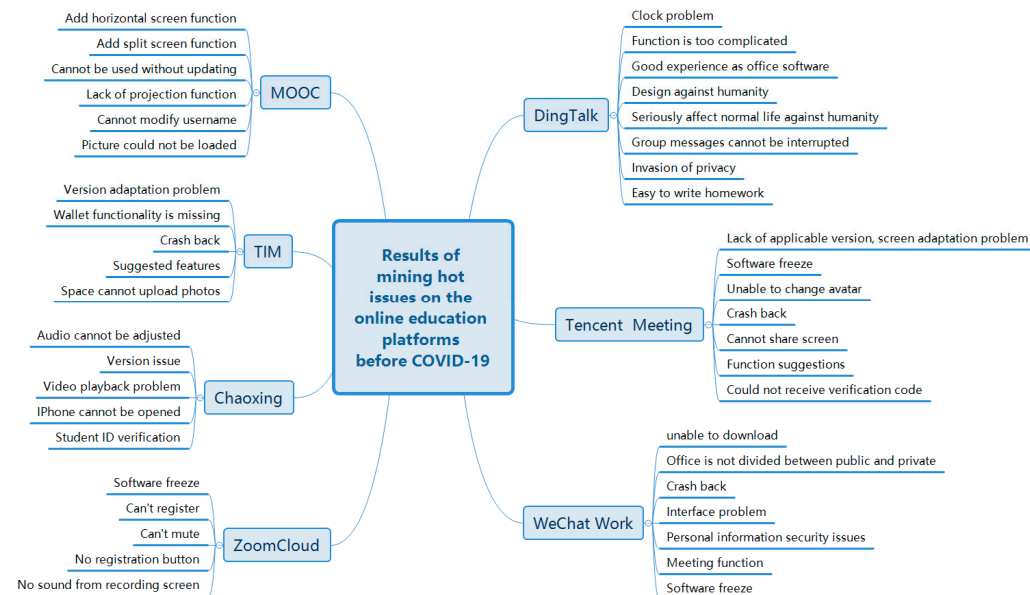 Results of
mining hot
issues on the
online education
platforms
before COVID-19
MOOC
Add horizontal screen function
Add split screen function
Cannot be used without updating
Lack of projection function
Cannot modify username
Picture could not be loaded
TIM
Version adaptation problem
Wallet functionality is missing
Crash back
Suggested features
Space cannot upload photos
Chaoxing
Audio cannot be adjusted
Version issue
Video playback problem
IPhone cannot be opened
Student ID verification
ZoomCloud
Software freeze
Can't register
Can't mute
No registration button
No sound from recording screen
DingTalk
Clock problem
Function is too complicated
Good experience as office software
Design against humanity
Seriously affect normal life against humanity
Group messages cannot be interrupted
Invasion of privacy
Easy to write homework
Tencent Meeting
Lack of applicable version, screen adaptation problem
Software freeze
Unable to change avatar
Crash back
Cannot share screen
Function suggestions
Could not receive verification code
WeChat Work
unable to download
Office is not divided between public and private
Crash back
Interface problem
Personal information security issues
Meeting function
Software freeze